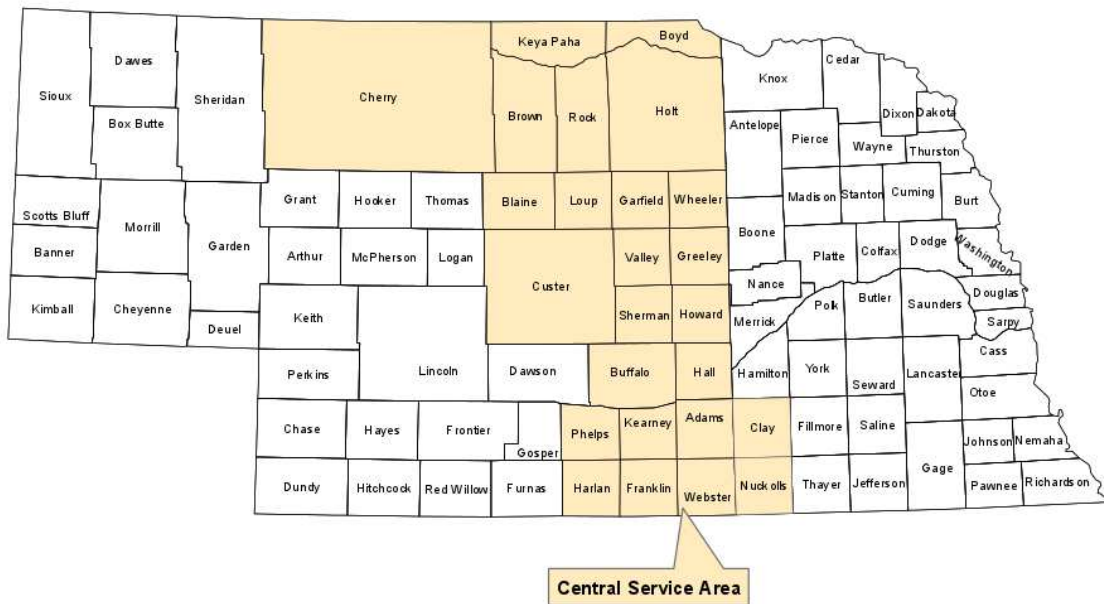 Keya Paha
Boyd
Cedar
Dawes
Knox
Sioux
Sheridan
Cherry
Brown
Rock
Holt
Dixon
Dakota
Box Butte
Antelope
Pierce
Wayne
Thurston
Grant
Hooker
Thomas
Blaine
Loup
Garfield
Wheeler
Madison
Stanton
Cuming
Burt
Scotts Bluff
Morrill
Garden
Boone
Banner
Arthur
McPherson
Logan
Valley
Greeley
Platte
Colfax
Dodge
Washington
Custer
Nance
Kimball
Cheyenne
Keith
Sherman
Howard
Merrick
Polk
Butler
Saunders
Douglas
Sarpy
Deuel
Perkins
Lincoln
Dawson
Buffalo
Hall
Hamilton
York
Seward
Lancaster
Cass
Otoe
Chase
Hayes
Frontier
Gosper
Phelps
Kearney
Adams
Clay
Fillmore
Saline
Johnson
Nemaha
Gage
Dundy
Hitchcock
Red Willow
Furnas
Harlan
Franklin
Webster
Nuckolls
Thayer
Jefferson
Pawnee
Richardson
Central Service Area